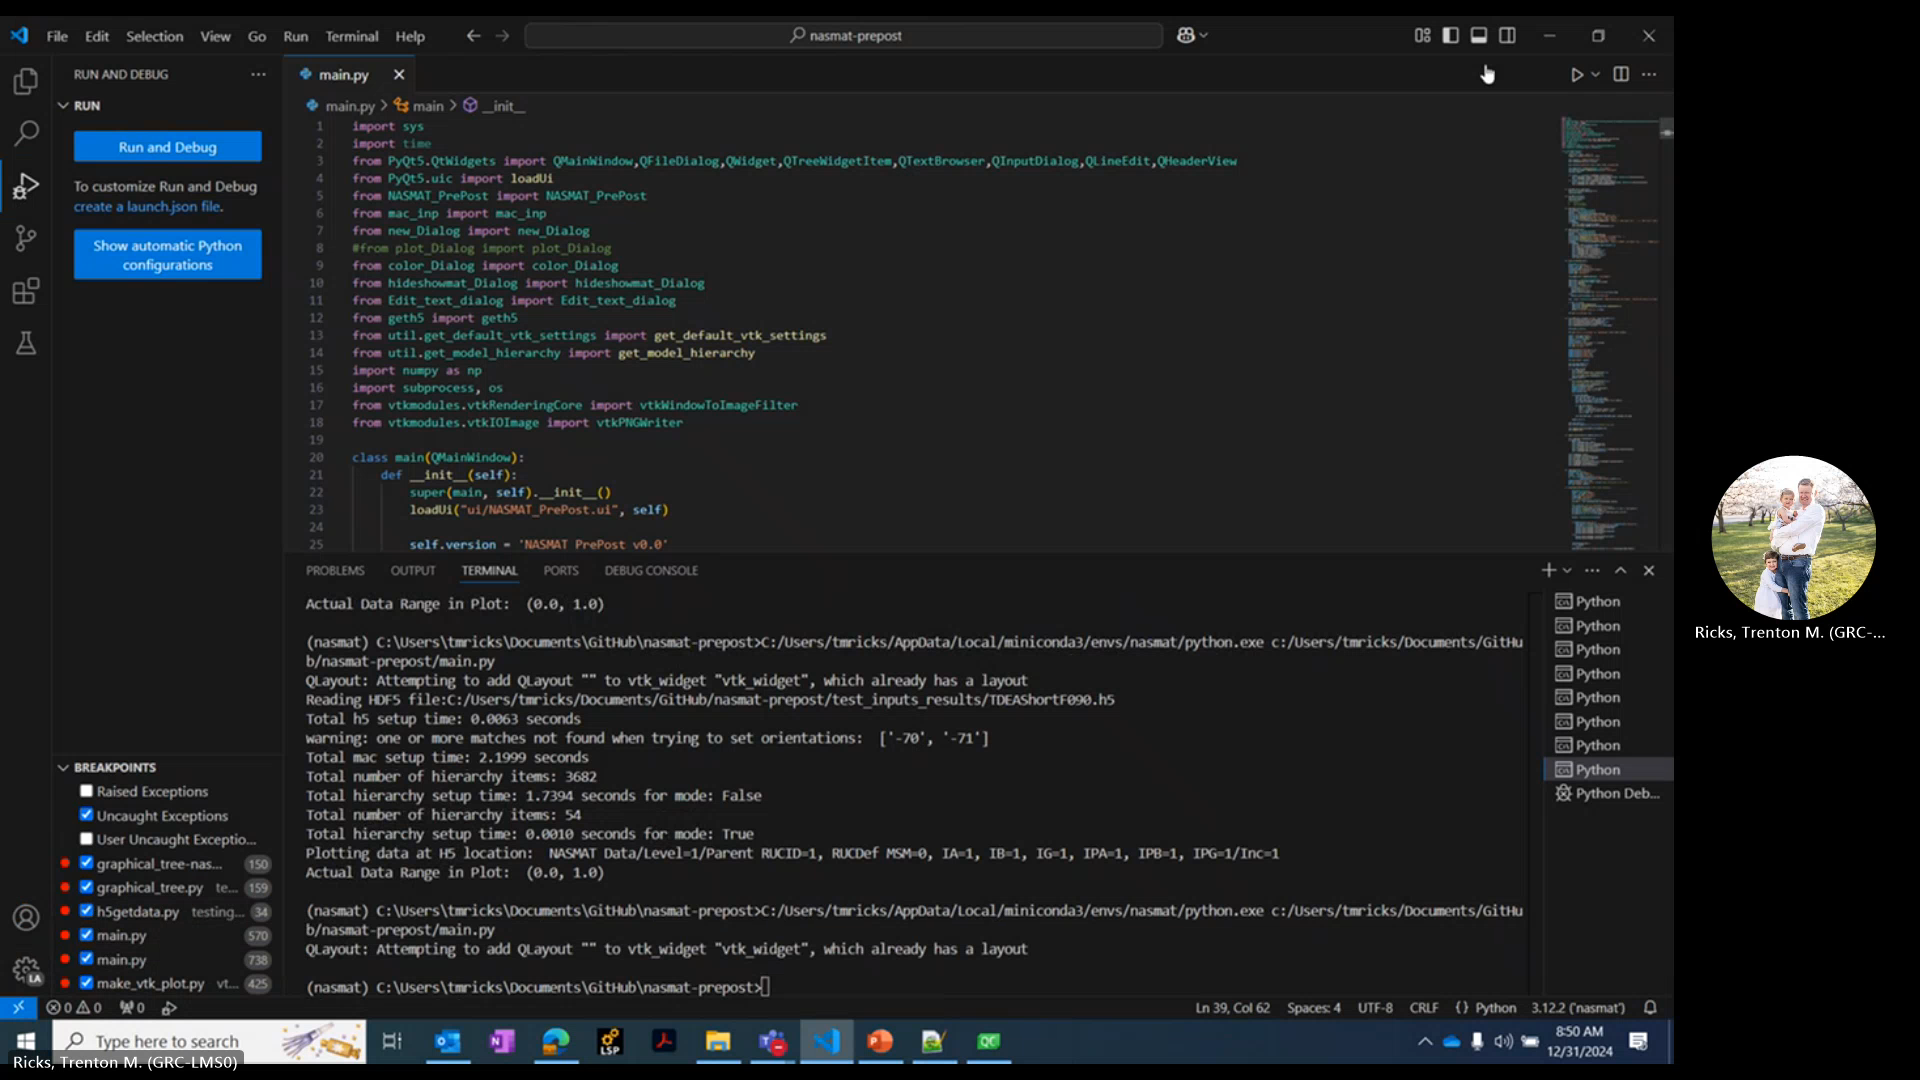 File Edit Selection View Go Run Terminal Help
nasmat-prepost
RUN AND DEBUG
RUN
Run and Debug
To customize Run and Debug
create a launch.json file.
Show automatic Python
configurations
BREAKPOINTS
Raised Exceptions
Uncaught Exceptions
User Uncaught Exceptio...
graphical_tree-nas... 150
graphical_tree.py te... 159
h5getdata.py testing... 34
main.py 570
main.py 738
make_vtk_plot.py vt... 425
main.py
main.py > main > __init__
1 import sys
2 import time
3 from PyQt5.QtWidgets import QMainWindow,QFileDialog,QWidget,QTreeWidgetItem,QTextBrowser,QInputDialog,QLineEdit,QHeaderView
4 from PyQt5.uic import loadUi
5 from NASMAT_PrePost import NASMAT_PrePost
6 from mac_inp import mac_inp
7 from new_Dialog import new_Dialog
8 #from plot_Dialog import plot_Dialog
9 from color_Dialog import color_Dialog
10 from hideshowmat_Dialog import hideshowmat_Dialog
11 from Edit_text_dialog import Edit_text_dialog
12 from geth5 import geth5
13 from util.get_default_vtk_settings import get_default_vtk_settings
14 from util.get_model_hierarchy import get_model_hierarchy
15 import numpy as np
16 import subprocess, os
17 from vtkmodules.vtkRenderingCore import vtkWindowToImageFilter
18 from vtkmodules.vtkIOImage import vtkPNGWriter
19
20 class main(QMainWindow):
21 def __init__(self):
22 super(main, self).__init__()
23 loadUi("ui/NASMAT_PrePost.ui", self)
24
25 self.version = 'NASMAT PrePost v0.0'
PROBLEMS OUTPUT TERMINAL PORTS DEBUG CONSOLE
Actual Data Range in Plot: (0.0, 1.0)
(nasmat) C:\Users\tmricks\Documents\GitHub\nasmat-prepost>C:/Users/tmricks/AppData/Local/miniconda3/envs/nasmat/python.exe c:/Users/tmricks/Documents/GitHu
b/nasmat-prepost/main.py
QLayout: Attempting to add QLayout "" to vtk_widget "vtk_widget", which already has a layout
Reading HDF5 file:C:/Users/tmricks/Documents/GitHub/nasmat-prepost/test_inputs_results/TDEAShortF090.h5
Total h5 setup time: 0.0063 seconds
warning: one or more matches not found when trying to set orientations: ['-70', '-71']
Total mac setup time: 2.1999 seconds
Total number of hierarchy items: 3682
Total hierarchy setup time: 1.7394 seconds for mode: False
Total number of hierarchy items: 54
Total hierarchy setup time: 0.0010 seconds for mode: True
Plotting data at H5 location: NASMAT Data/Level=1/Parent RUCID=1, RUCDef MSM=0, IA=1, IB=1, IG=1, IPA=1, IPB=1, IPG=1/Inc=1
Actual Data Range in Plot: (0.0, 1.0)
(nasmat) C:\Users\tmricks\Documents\GitHub\nasmat-prepost>C:/Users/tmricks/AppData/Local/miniconda3/envs/nasmat/python.exe c:/Users/tmricks/Documents/GitHu
b/nasmat-prepost/main.py
QLayout: Attempting to add QLayout "" to vtk_widget "vtk_widget", which already has a layout
(nasmat) C:\Users\tmricks\Documents\GitHub\nasmat-prepost>
Python
Python
Python
Python
Python
Python
Python
Python
Python Deb...
LA
0 0 0
Ln 39, Col 62 Spaces: 4 UTF-8 CRLF {} Python 3.12.2 ('nasmat')
Type here to search
LSP
QC
8:50 AM
12/31/2024
Ricks, Trenton M. (GRC-LMS0)
Ricks, Trenton M. (GRC-...